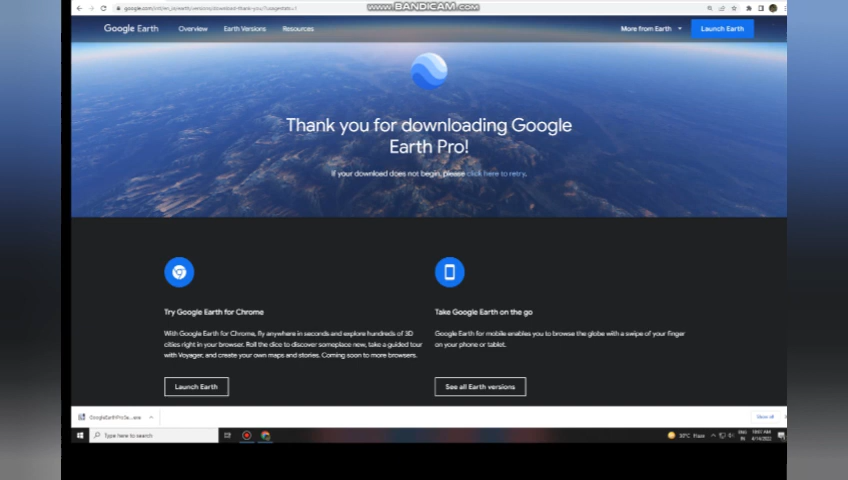 www.BANDICAM.com
Google Earth Overview Earth Versions Resources More from Earth Launch Earth
Thank you for downloading Google
Earth Pro!
If your download does not begin, please click here to retry.
Try Google Earth for Chrome
With Google Earth for Chrome, fly anywhere in seconds and explore hundreds of 3D
cities right in your browser. Roll the dice to discover someplace new, take a guided tour
with Voyager, and create your own maps and stories. Coming soon to more browsers.
Launch Earth
Take Google Earth on the go
Google Earth for mobile enables you to browse the globe with a swipe of your finger
on your phone or tablet.
See all Earth versions
Show all
Type here to search
30°C Haze
ENG
IN